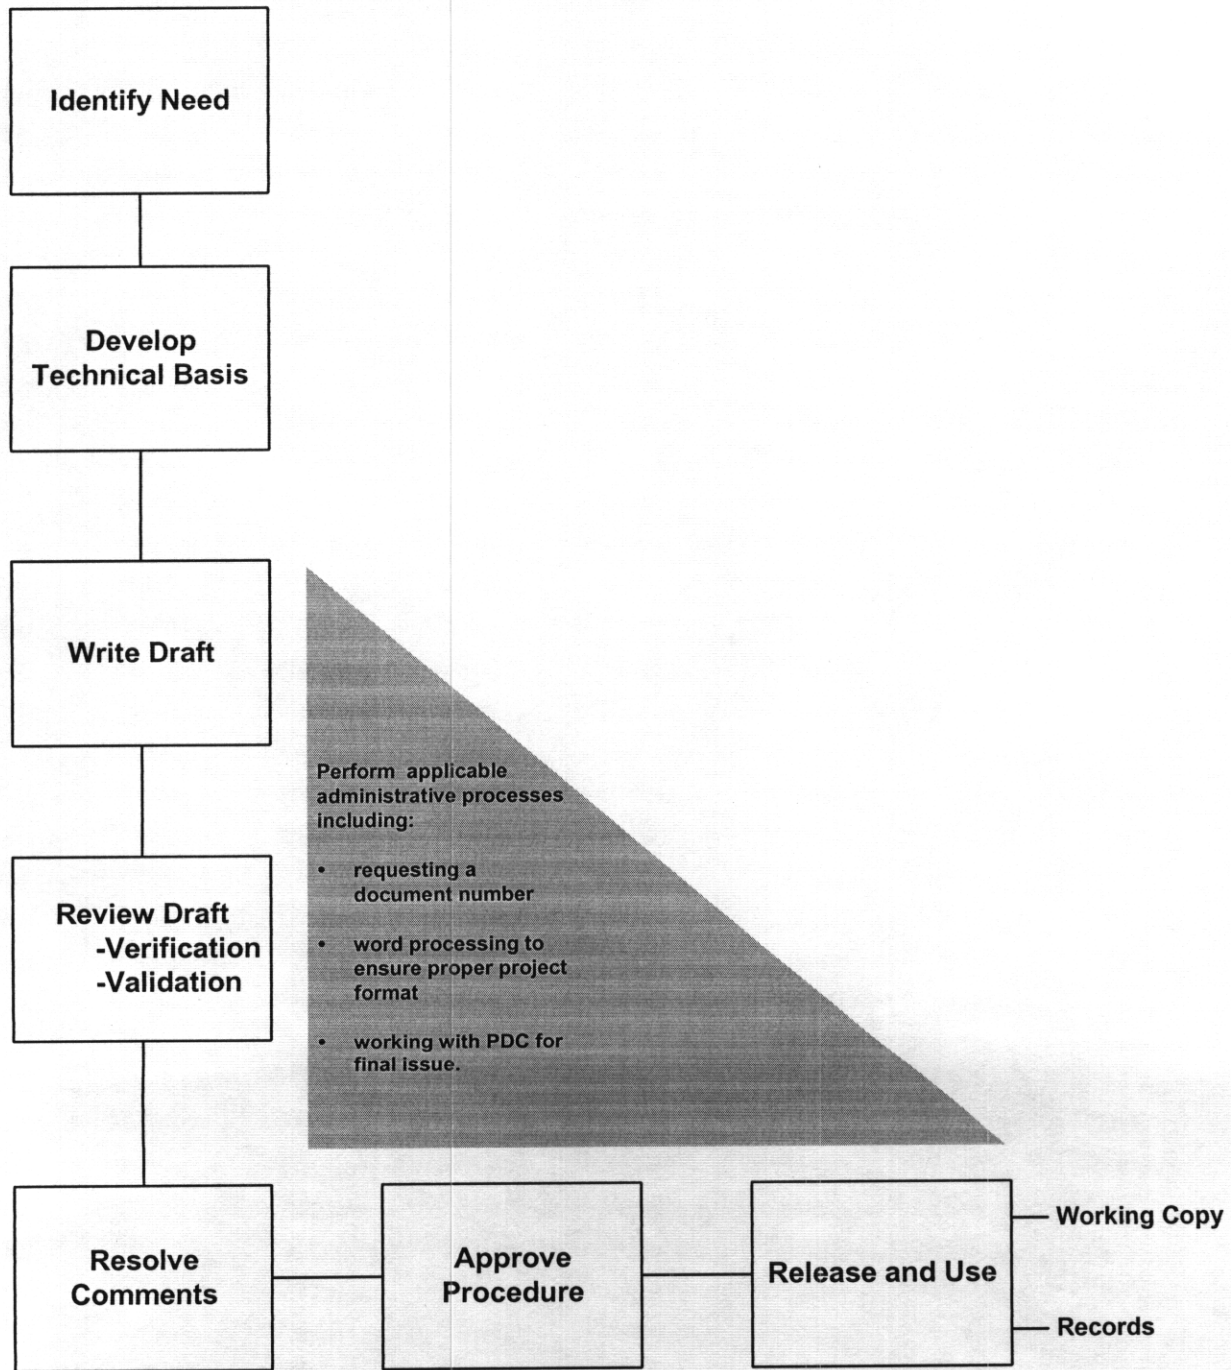 Identify Need
Develop
Technical Basis
Write Draft
Perform applicable
administrative processes
including:
• requesting a
document number
• word processing to
ensure proper project
format
• working with PDC for
final issue.
Review Draft
-Verification
-Validation
Resolve
Comments
Approve
Procedure
Release and Use
Working Copy
Records